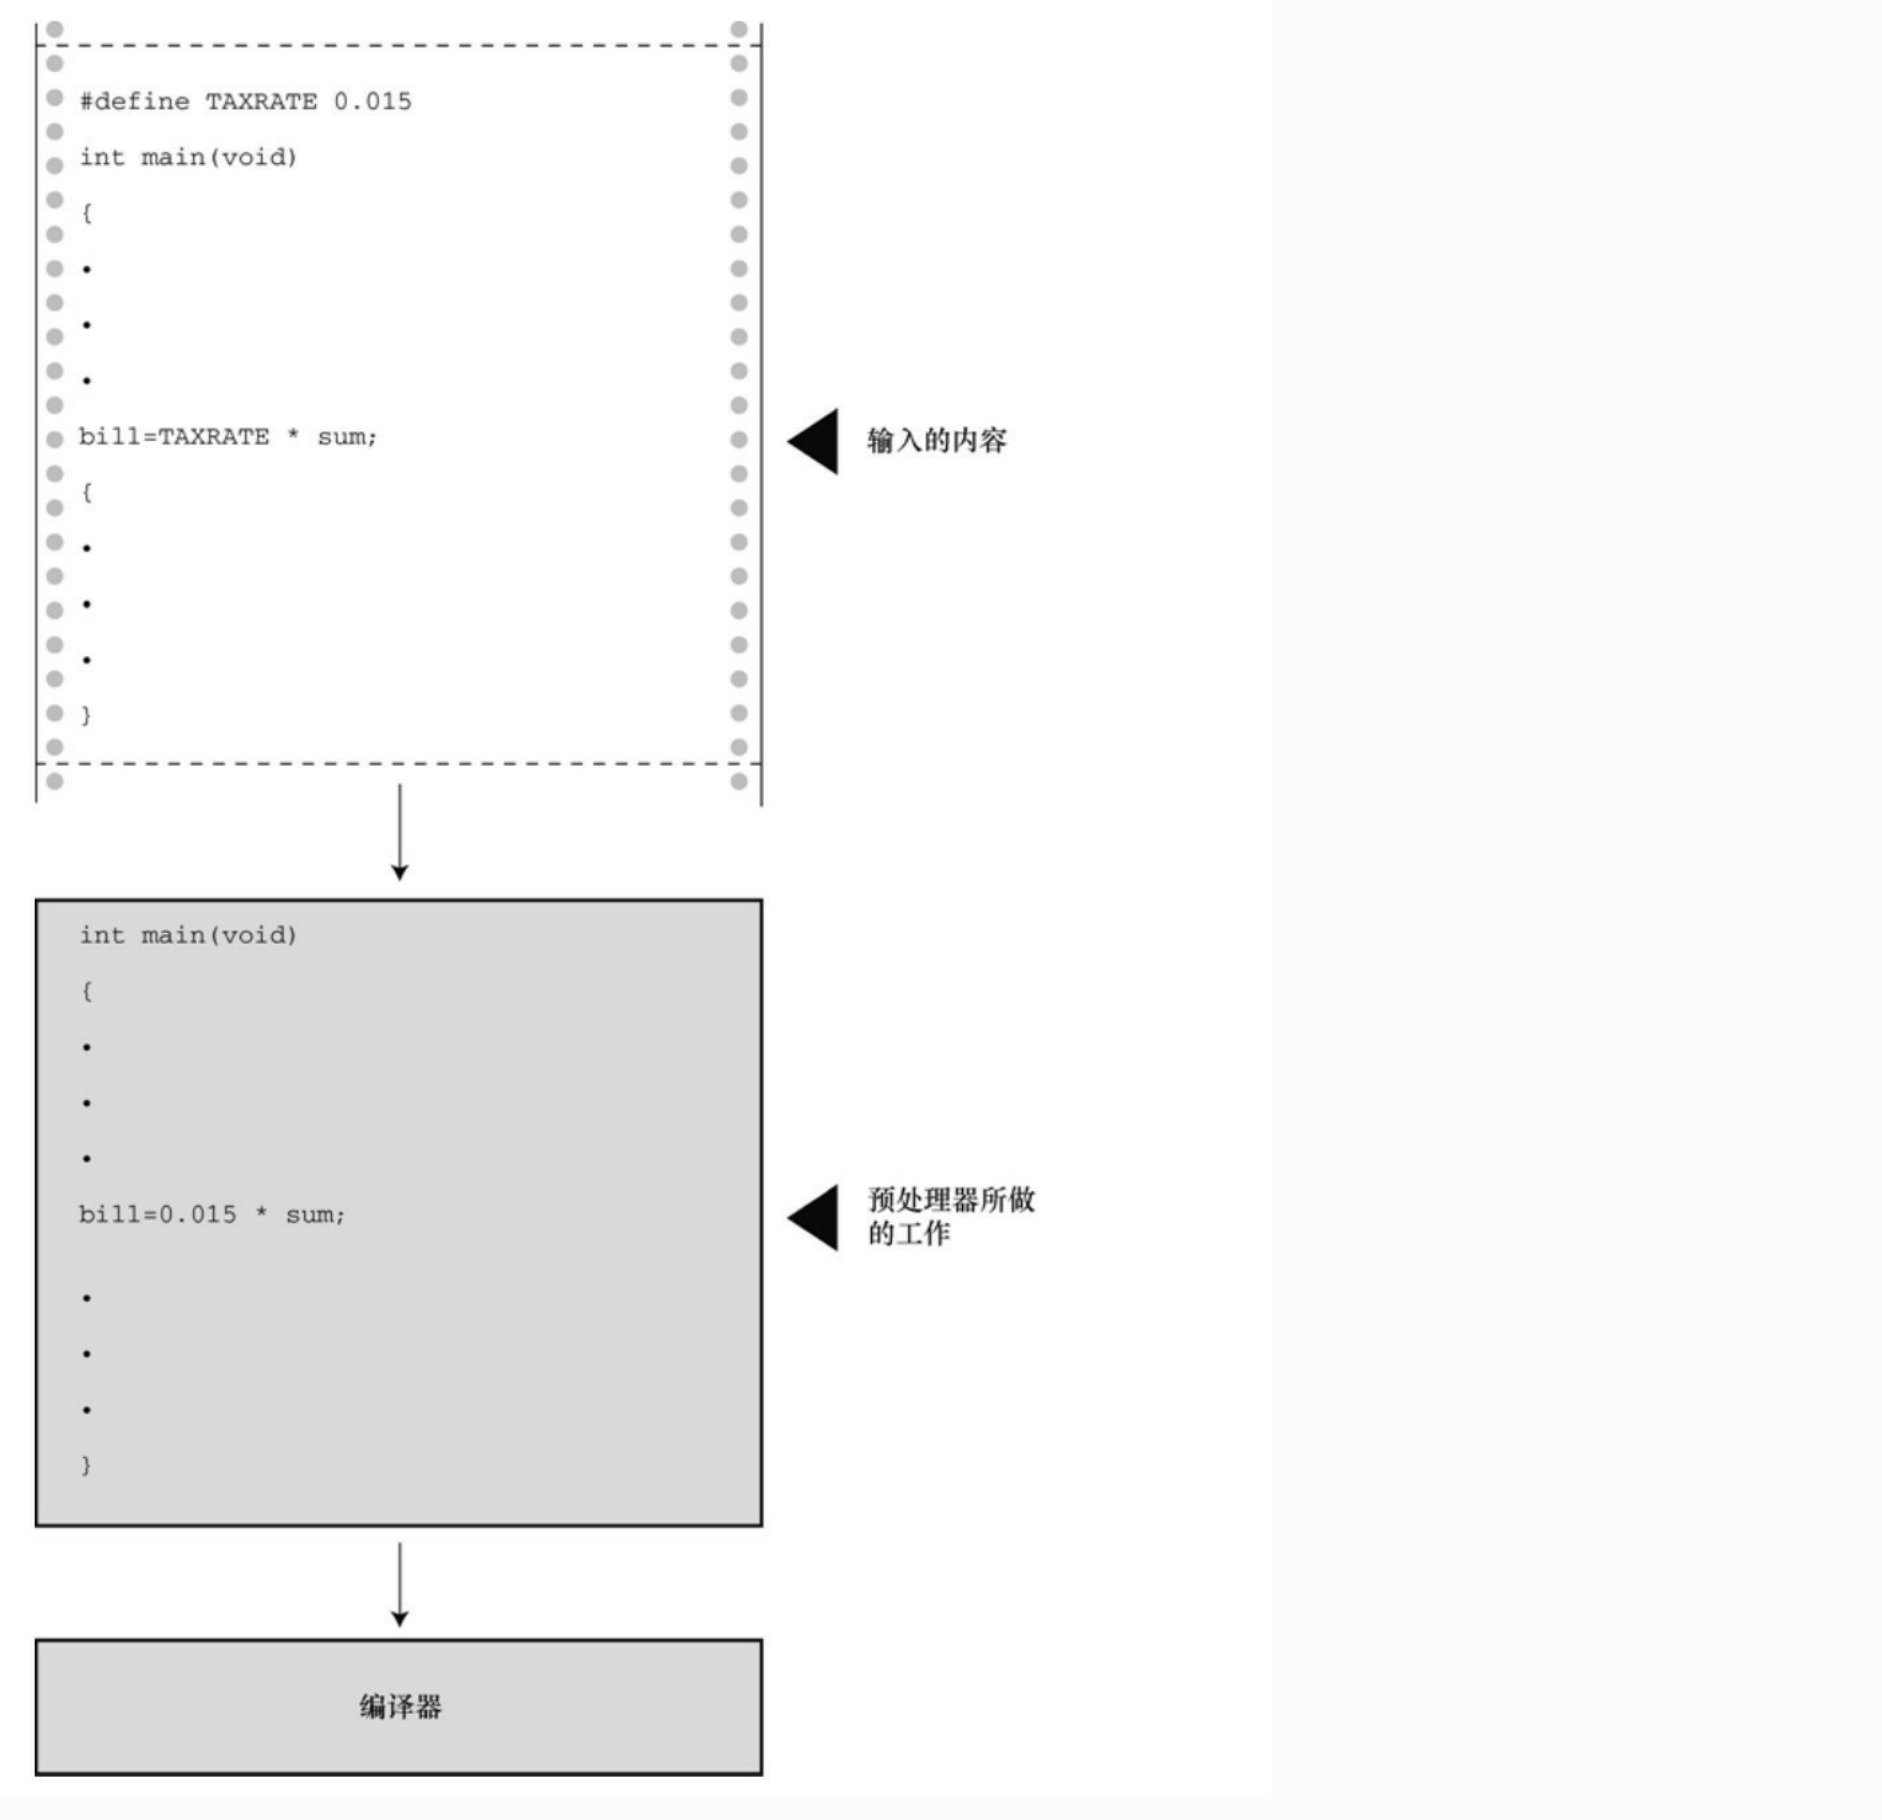 #define TAXRATE 0.015
int main(void)
{
•
•
•
bill=TAXRATE * sum;
{
•
•
•
}
输入的内容
int main(void)
{
•
•
•
bill=0.015 * sum;
•
•
•
}
预处理器所做
的工作
编译器